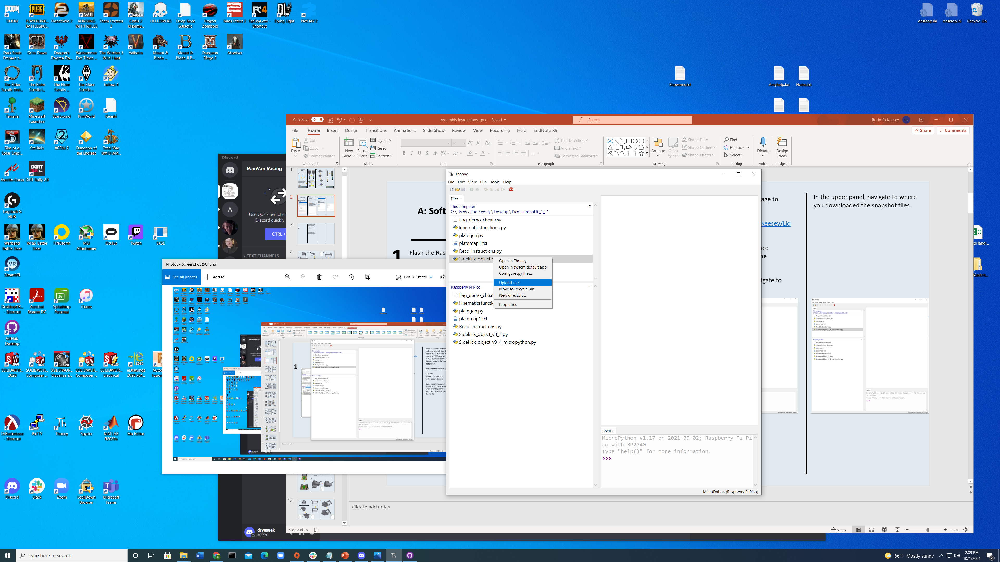 DOOM
PLAYERUNK... BATTLEGRO...
PlanetSide 2
RUNNING WITH RIFLES
Team Fortress 2
Crysis 2 Maximu...
HELLDIVERS
Deep Rock Galactic
Project Zomboid
Mass Effect 2
FarCry4.exe - Shortcut
Dying Light
PAYDAY 2
desktop.ini
desktop.ini
Recycle Bin
Dark Souls Prepare t...
Grim Dawn
Dragon's Dogma Da...
Warhammer End Times ...
The Witcher 3 Wild Hunt
Valheim
Mount & Blade ...
Mount & Blade II B...
Dungeon Siege 2
Absolver
The Elder Scrolls Onli...
The Elder Scrolls I...
The Elder Scrolls ...
The Elder Scrolls ...
Fallout 4
Shpwerns.txt
Amyhelp.txt
Notes.txt
Terraria
Minecraft Launcher
Starbound
RimWorld
Kenshi
Sins of a Solar Empi...
Stellaris
XCOM 2
Dungeon of the Endless
Total War WARHAM...
Assetto Corsa
DiRT Rally 2.0
Logitech G HUB
Warband Battle Sizer
WFaS Battle Sizer
FireStorm
MSI Afterburner
Oculus
Twitch
SKSE
SteamVR
DesktopOK... - Shortcut
Acrobat Reader DC
Splashtop Personal
iTunes
GitHub Desktop
SOLIDWOR... 2020
SOLIDWOR... Composer ...
SOLIDWOR... Visualize 2...
SOLIDWOR... Composer ...
SOLIDWOR... Electrical
eDrawings 2020 x64...
DrRacket.exe - Shortcut
PuTTY
Thonny
Spyder
MATLAB R2020a
Mu Editor
Discord
Slack
Zoom
LockDown Browser
Microsoft Teams
AutoSave On
Assembly Instructions.pptx - Saved
Search
Rodolfo Keesey
RK
File Home Insert Design Transitions Animations Slide Show Review View Recording Help EndNote X9
Share
Comments
Paste
Cut
Copy
Format Painter
Clipboard
New Slide
Reuse Slides
Layout
Reset
Section
Slides
12
Font
Text Direction
Align Text
Convert to SmartArt
Paragraph
Arrange
Quick Styles
Shape Fill
Shape Outline
Shape Effects
Drawing
Find
Replace
Select
Editing
Dictate
Voice
Design Ideas
Designer
Discord
RamVan Racing
A
Use Quick Switcher
Discord quickly.
CTRL +
TEXT CHANNELS
dryeseek
#7770
1
2
3
4
13
A: Soft
1
Flash the Rasp
age to
keesey/Liq
ico
ne
igate to
In the upper panel, navigate to where
you downloaded the snapshot files.
Photos - Screenshot (50).png
See all photos
Add to
Edit & Create
Thonny
File Edit View Run Tools Help
Files
This computer
C: \ Users \ Rod Keesey \ Desktop \ PicoSnapshot10_1_21
flag_demo_cheat.csv
kinematicsfunctions.py
plategen.py
platemap1.txt
Read_Instructions.py
Sidekick_object_v
Open in Thonny
Open in system default app
Configure .py files...
Upload to /
Move to Recycle Bin
New directory...
Properties
Raspberry Pi Pico
flag_demo_cheat
kinematicsfuncti
plategen.py
platemap1.txt
Read_Instructions.py
Sidekick_object_v3_3.py
Sidekick_object_v3_4_micropython.py
Shell
MicroPython v1.17 on 2021-09-02; Raspberry Pi Pi
co with RP2040
Type "help()" for more information.
>>>
MicroPython (Raspberry Pi Pico)
Click to add notes
Slide 2 of 15
Notes
130%
Type here to search
66°F Mostly sunny
2:09 PM
10/1/2021
2